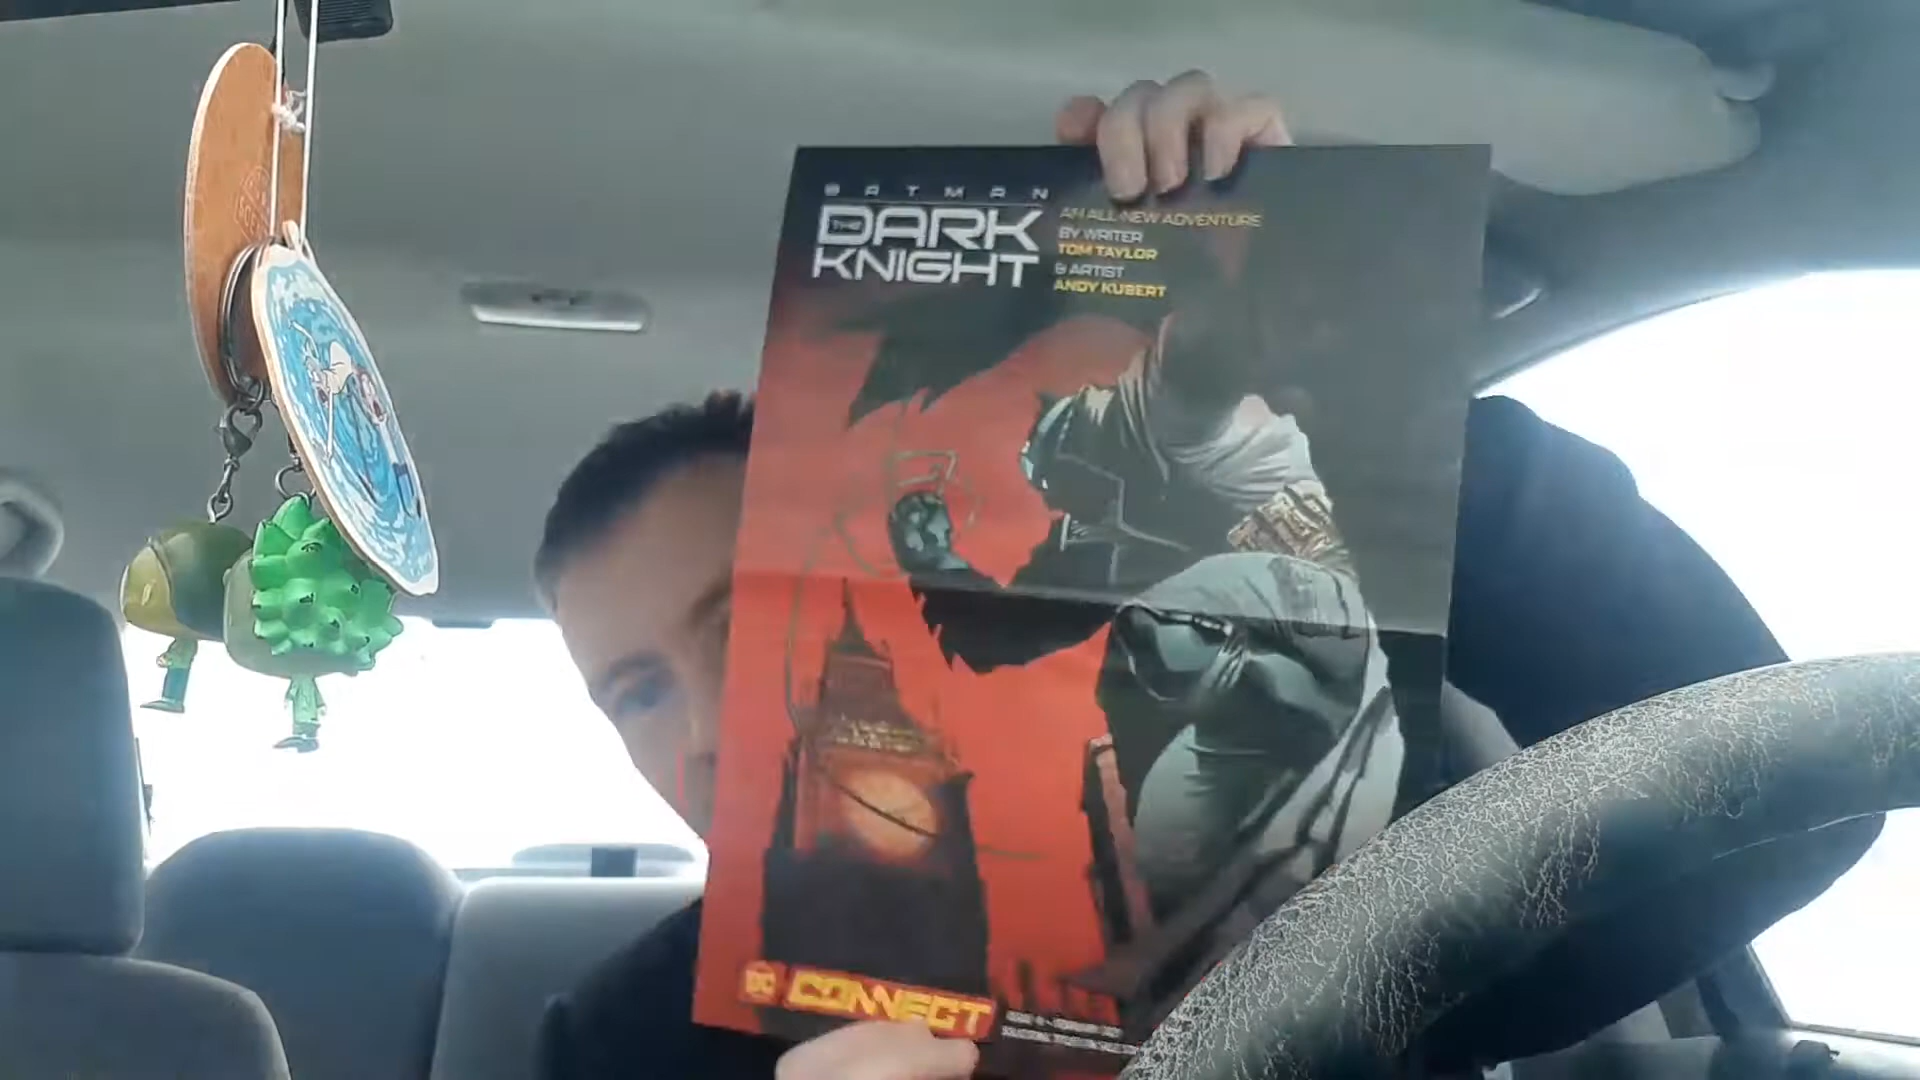 BATMAN
THE DARK
KNIGHT
AN ALL-NEW ADVENTURE
BY WRITER
TOM TAYLOR
& ARTIST
ANDY KUBERT
DC CONNECT